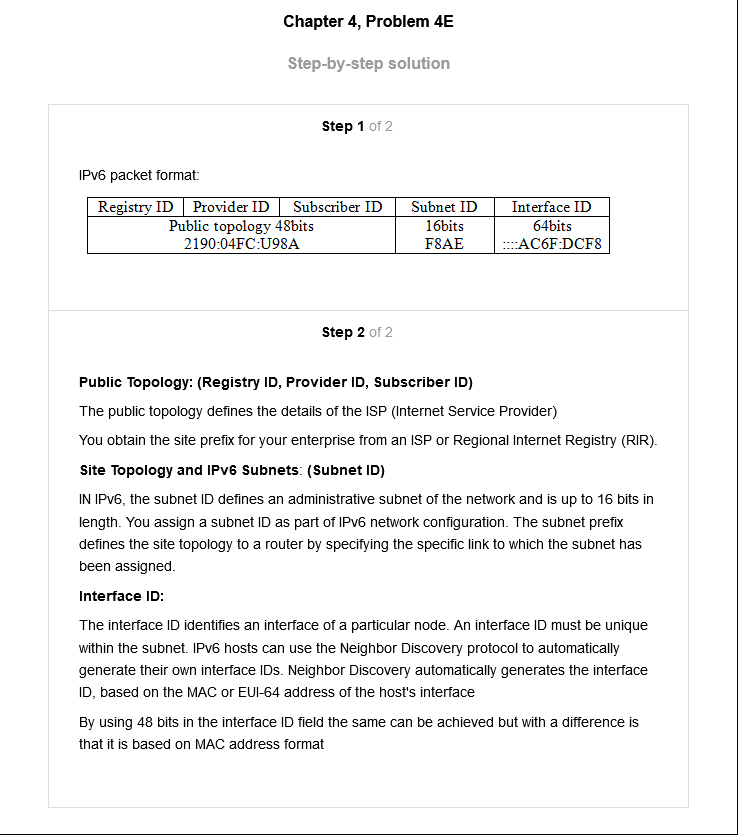 Chapter 4, Problem 4E
Step-by-step solution
Step 1 of 2
IPv6 packet format:
Registry ID Provider ID Subscriber ID Subnet ID Interface ID
Public topology 48bits 16bits 64bits
2190:04FC:U98A F8AE ::::AC6F:DCF8
Step 2 of 2
Public Topology: (Registry ID, Provider ID, Subscriber ID)
The public topology defines the details of the ISP (Internet Service Provider)
You obtain the site prefix for your enterprise from an ISP or Regional Internet Registry (RIR).
Site Topology and IPv6 Subnets: (Subnet ID)
IN IPv6, the subnet ID defines an administrative subnet of the network and is up to 16 bits in
length. You assign a subnet ID as part of IPv6 network configuration. The subnet prefix
defines the site topology to a router by specifying the specific link to which the subnet has
been assigned.
Interface ID:
The interface ID identifies an interface of a particular node. An interface ID must be unique
within the subnet. IPv6 hosts can use the Neighbor Discovery protocol to automatically
generate their own interface IDs. Neighbor Discovery automatically generates the interface
ID, based on the MAC or EUI-64 address of the host's interface
By using 48 bits in the interface ID field the same can be achieved but with a difference is
that it is based on MAC address format